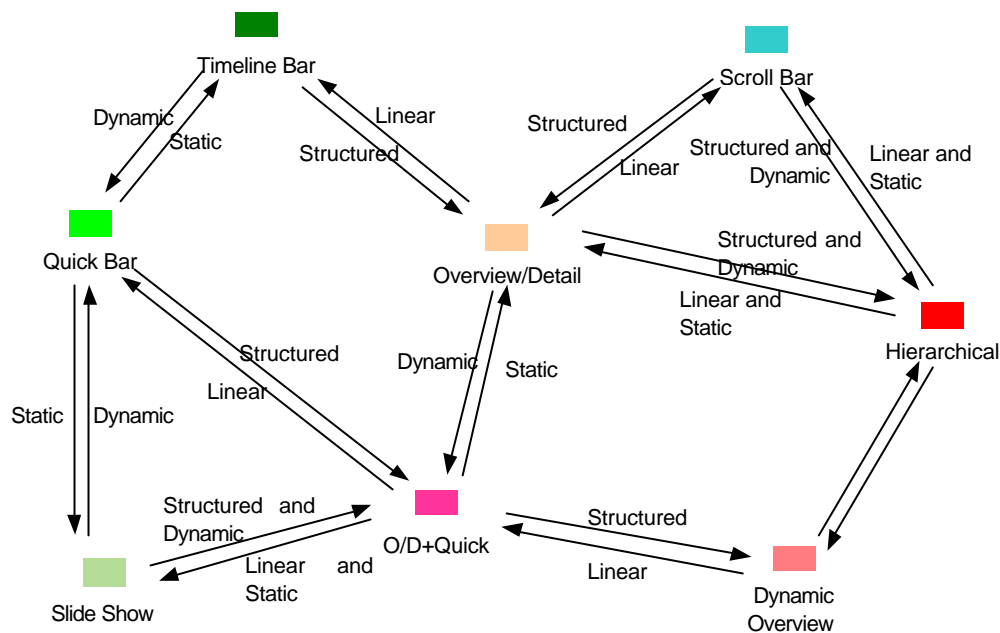 Timeline Bar
Scroll Bar
Dynamic
Static
Linear
Structured
Structured
Linear
Structured and
Dynamic
Linear and
Static
Quick Bar
Overview/Detail
Structured and
Dynamic
Linear and
Static
Hierarchical
Structured
Linear
Dynamic
Static
Static
Dynamic
Structured and
Dynamic
Linear and
Static
O/D+Quick
Structured
Linear
Slide Show
Dynamic
Overview